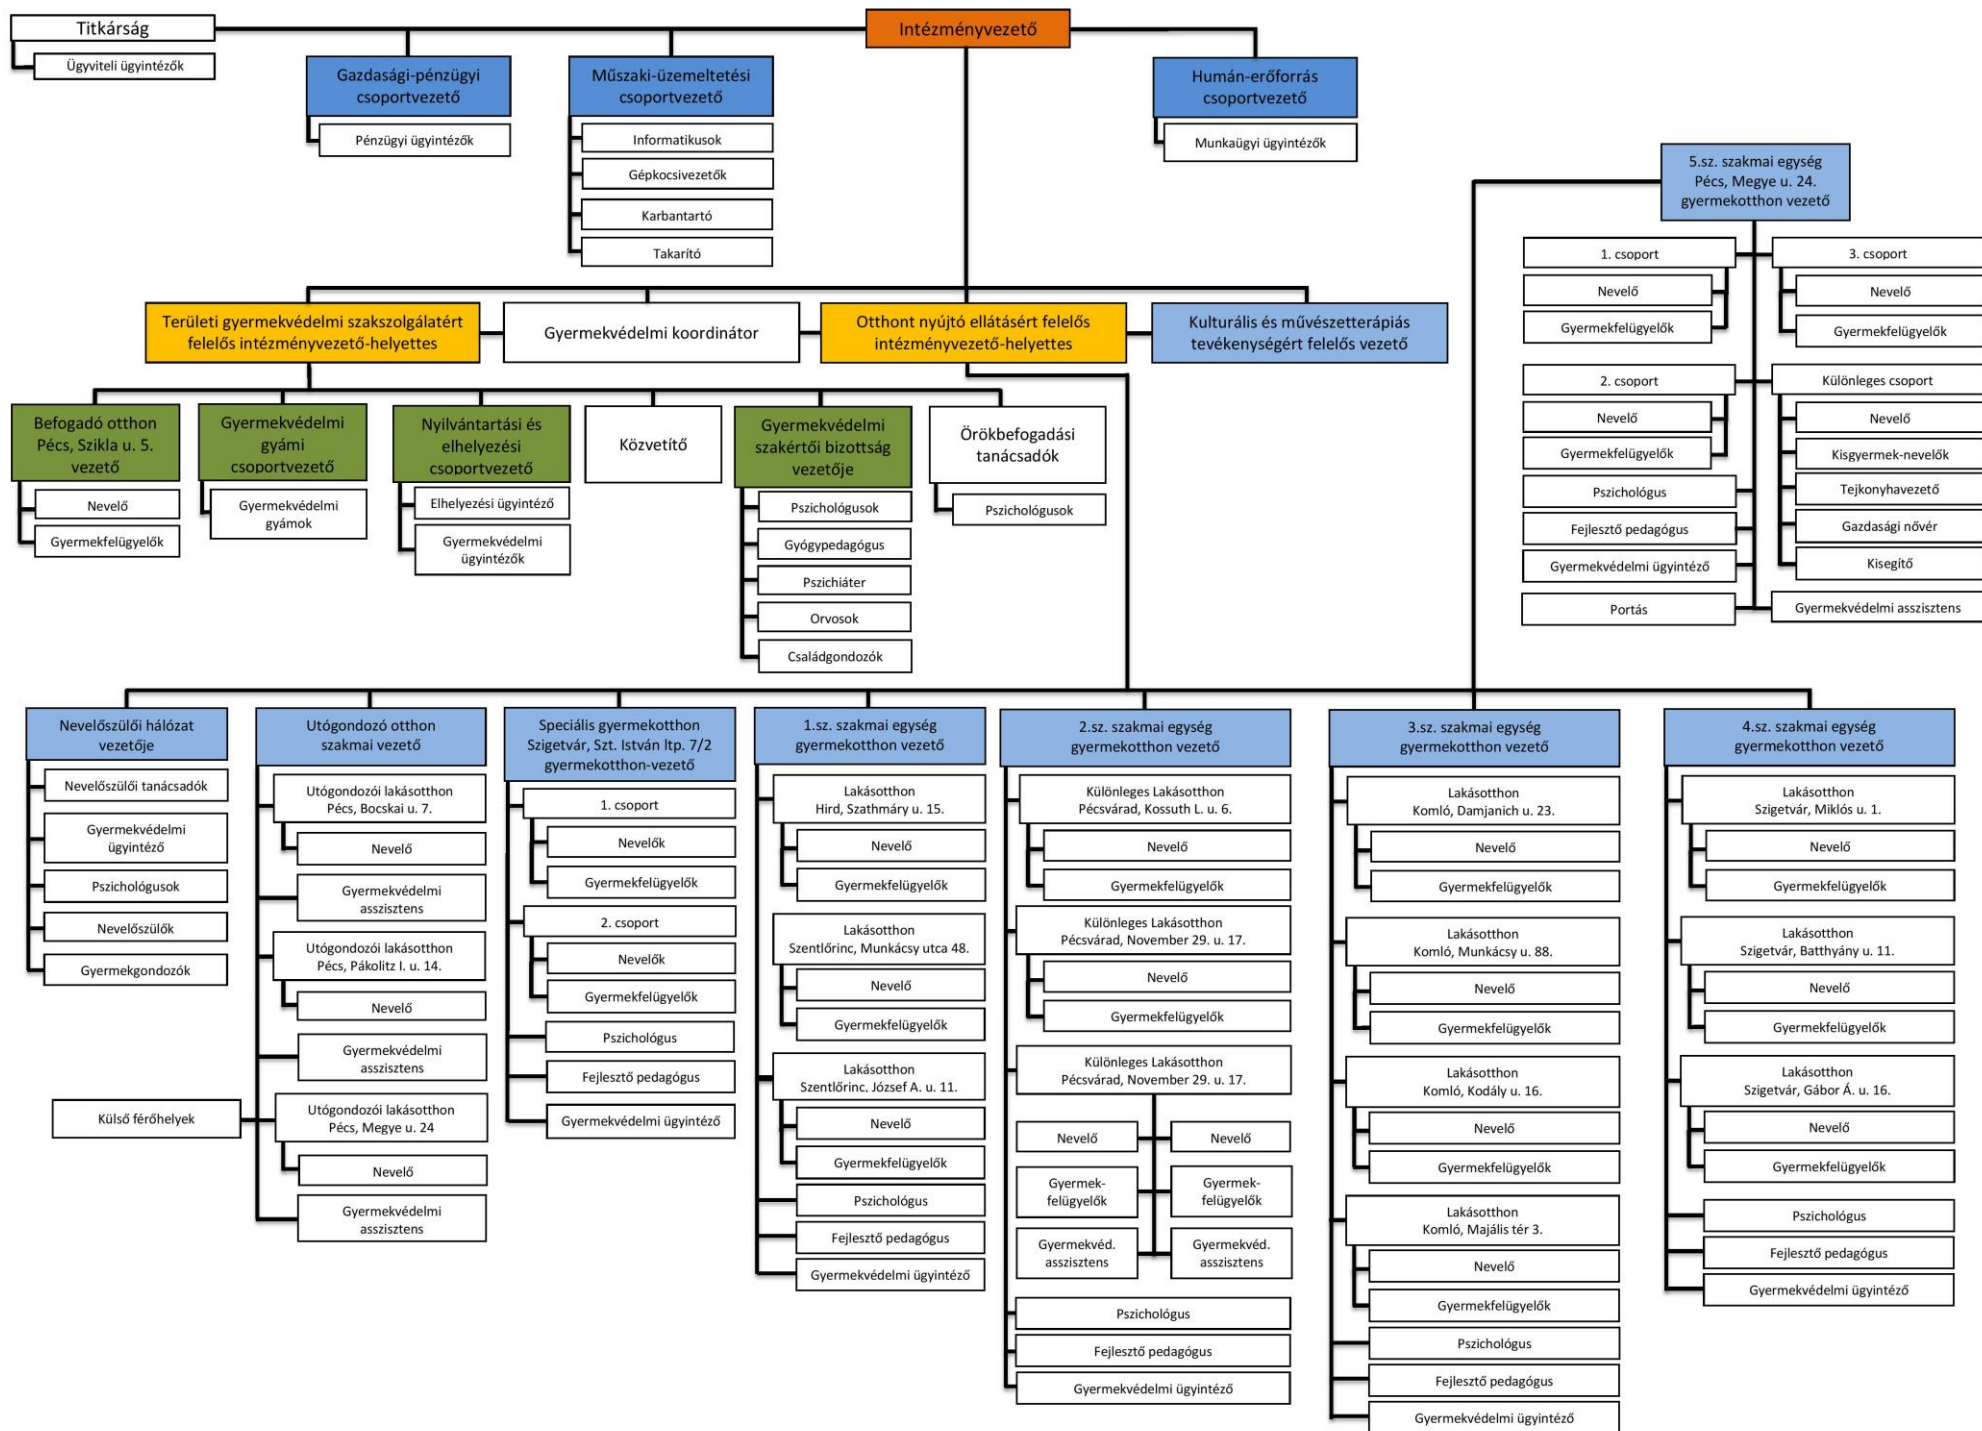 Titkárság
Ügyviteli ügyintézők
Intézményvezető
Gazdasági-pénzügyi
csoportvezető
Pénzügyi ügyintézők
Műszaki-üzemeltetési
csoportvezető
Informatikusok
Gépkocsivezetők
Karbantartó
Takarító
Humán-erőforrás
csoportvezető
Munkaügyi ügyintézők
5.sz. szakmai egység
Pécs, Megye u. 24.
gyermekotthon vezető
1. csoport
Nevelő
Gyermekfelügyelők
3. csoport
Nevelő
Gyermekfelügyelők
2. csoport
Nevelő
Gyermekfelügyelők
Különleges csoport
Nevelő
Kisgyermek-nevelők
Tejkonyhavezető
Gazdasági nővér
Kisegítő
Pszichológus
Fejlesztő pedagógus
Gyermekvédelmi ügyintéző
Portás
Gyermekvédelmi asszisztens
Területi gyermekvédelmi szakszolgálatért
felelős intézményvezető-helyettes
Gyermekvédelmi koordinátor
Otthont nyújtó ellátásért felelős
intézményvezető-helyettes
Kulturális és művészetterápiás
tevékenységért felelős vezető
Befogadó otthon
Pécs, Szikla u. 5.
vezető
Nevelő
Gyermekfelügyelők
Gyermekvédelmi
gyámi
csoportvezető
Gyermekvédelmi
gyámok
Nyilvántartási és
elhelyezési
csoportvezető
Elhelyezési ügyintéző
Gyermekvédelmi
ügyintézők
Közvetítő
Gyermekvédelmi
szakértői bizottság
vezetője
Pszichológusok
Gyógypedagógus
Pszichiáter
Orvosok
Családgondozók
Örökbefogadási
tanácsadók
Pszichológusok
Nevelőszülői hálózat
vezetője
Nevelőszülői tanácsadók
Gyermekvédelmi
ügyintéző
Pszichológusok
Nevelőszülők
Gyermekgondozók
Utógondozó otthon
szakmai vezető
Utógondozói lakásotthon
Pécs, Bocskai u. 7.
Nevelő
Gyermekvédelmi
asszisztens
Utógondozói lakásotthon
Pécs, Pákolitz I. u. 14.
Nevelő
Gyermekvédelmi
asszisztens
Külső férőhelyek
Utógondozói lakásotthon
Pécs, Megye u. 24
Nevelő
Gyermekvédelmi
asszisztens
Speciális gyermekotthon
Szigetvár, Szt. István ltp. 7/2
gyermekotthon-vezető
1. csoport
Nevelők
Gyermekfelügyelők
2. csoport
Nevelők
Gyermekfelügyelők
Pszichológus
Fejlesztő pedagógus
Gyermekvédelmi ügyintéző
1.sz. szakmai egység
gyermekotthon vezető
Lakásotthon
Hird, Szathmáry u. 15.
Nevelő
Gyermekfelügyelők
Lakásotthon
Szentlőrinc, Munkácsy utca 48.
Nevelő
Gyermekfelügyelők
Lakásotthon
Szentlőrinc, József A. u. 11.
Nevelő
Gyermekfelügyelők
Pszichológus
Fejlesztő pedagógus
Gyermekvédelmi ügyintéző
2.sz. szakmai egység
gyermekotthon vezető
Különleges Lakásotthon
Pécsvárad, Kossuth L. u. 6.
Nevelő
Gyermekfelügyelők
Különleges Lakásotthon
Pécsvárad, November 29. u. 17.
Nevelő
Gyermekfelügyelők
Különleges Lakásotthon
Pécsvárad, November 29. u. 17.
Nevelő
Nevelő
Gyermek-
felügyelők
Gyermek-
felügyelők
Gyermekvéd.
asszisztens
Gyermekvéd.
asszisztens
Pszichológus
Fejlesztő pedagógus
Gyermekvédelmi ügyintéző
3.sz. szakmai egység
gyermekotthon vezető
Lakásotthon
Komló, Damjanich u. 23.
Nevelő
Gyermekfelügyelők
Lakásotthon
Komló, Munkácsy u. 88.
Nevelő
Gyermekfelügyelők
Lakásotthon
Komló, Kodály u. 16.
Nevelő
Gyermekfelügyelők
Lakásotthon
Komló, Majális tér 3.
Nevelő
Gyermekfelügyelők
Pszichológus
Fejlesztő pedagógus
Gyermekvédelmi ügyintéző
4.sz. szakmai egység
gyermekotthon vezető
Lakásotthon
Szigetvár, Miklós u. 1.
Nevelő
Gyermekfelügyelők
Lakásotthon
Szigetvár, Batthyány u. 11.
Nevelő
Gyermekfelügyelők
Lakásotthon
Szigetvár, Gábor Á. u. 16.
Nevelő
Gyermekfelügyelők
Pszichológus
Fejlesztő pedagógus
Gyermekvédelmi ügyintéző